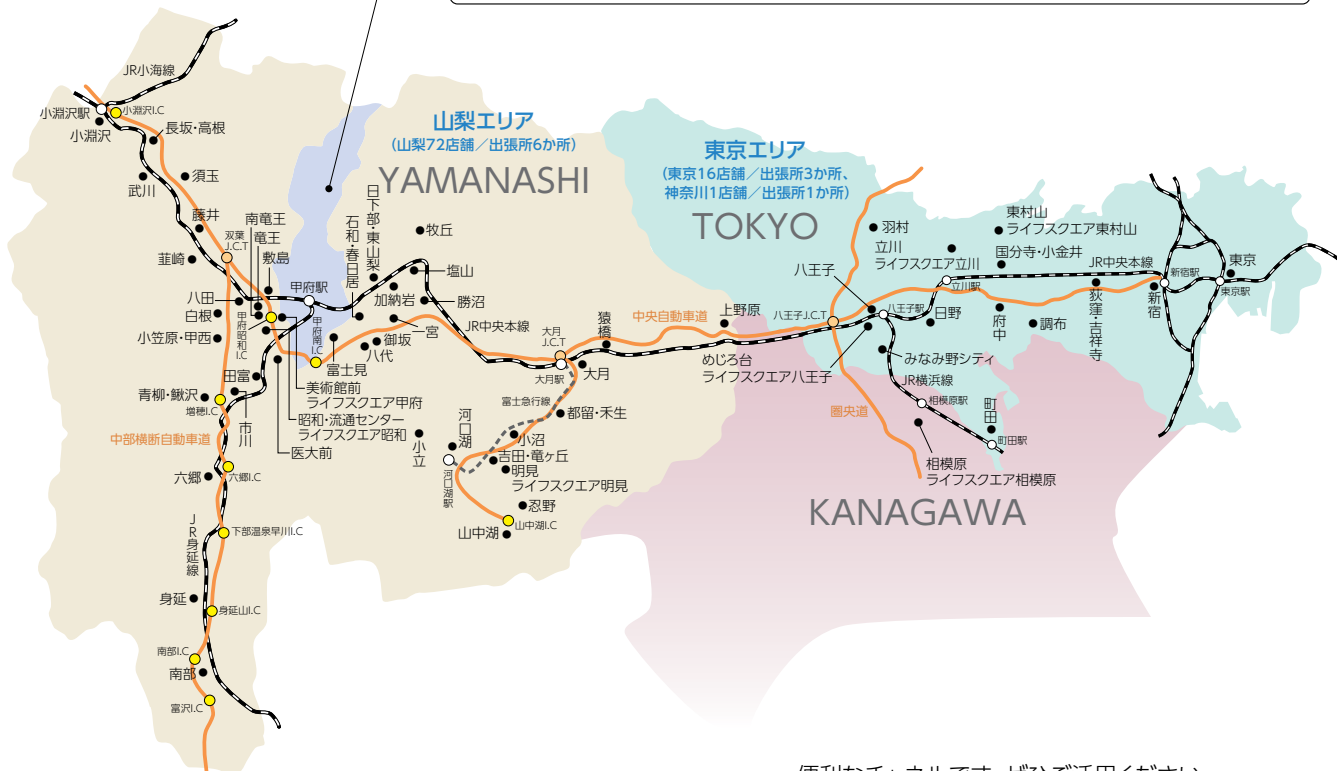 JR小海線
小淵沢駅
小淵沢I.C
小淵沢
長坂・高根
武川
須玉
藤井
双葉
J.C.T
韮崎
南竜王
竜王
敷島
八田
白根
小笠原・甲西
甲府昭和I.C
甲府駅
甲府南I.C
青柳・鰍沢
増穂I.C
田富
市川
中部横断自動車道
六郷
六郷I.C
下部温泉早川I.C
JR身延線
身延
身延山I.C
南部I.C
南部
富沢I.C
山梨エリア
(山梨72店舗/出張所6か所)
YAMANASHI
石和・春日居
日下部・東山梨
牧丘
塩山
加納岩
勝沼
一宮
御坂
八代
富士見
美術館前
ライフスクエア甲府
昭和・流通センター
ライフスクエア昭和
医大前
JR中央本線
大月
J.C.T
大月駅
猿橋
大月
富士急行線
都留・禾生
小沼
吉田・竜ヶ丘
明見
ライフスクエア明見
小立
河口湖
河口湖駅
忍野
山中湖I.C
山中湖
中央自動車道
上野原
東京エリア
(東京16店舗/出張所3か所、
神奈川1店舗/出張所1か所)
TOKYO
羽村
立川
ライフスクエア立川
東村山
ライフスクエア東村山
国分寺・小金井
JR中央本線
八王子
八王子J.C.T
八王子駅
立川駅
日野
府中
調布
荻窪・吉祥寺
新宿
新宿駅
東京
東京駅
めじろ台
ライフスクエア八王子
みなみ野シティ
JR横浜線
圏央道
相模原駅
町田
町田駅
相模原
ライフスクエア相模原
KANAGAWA